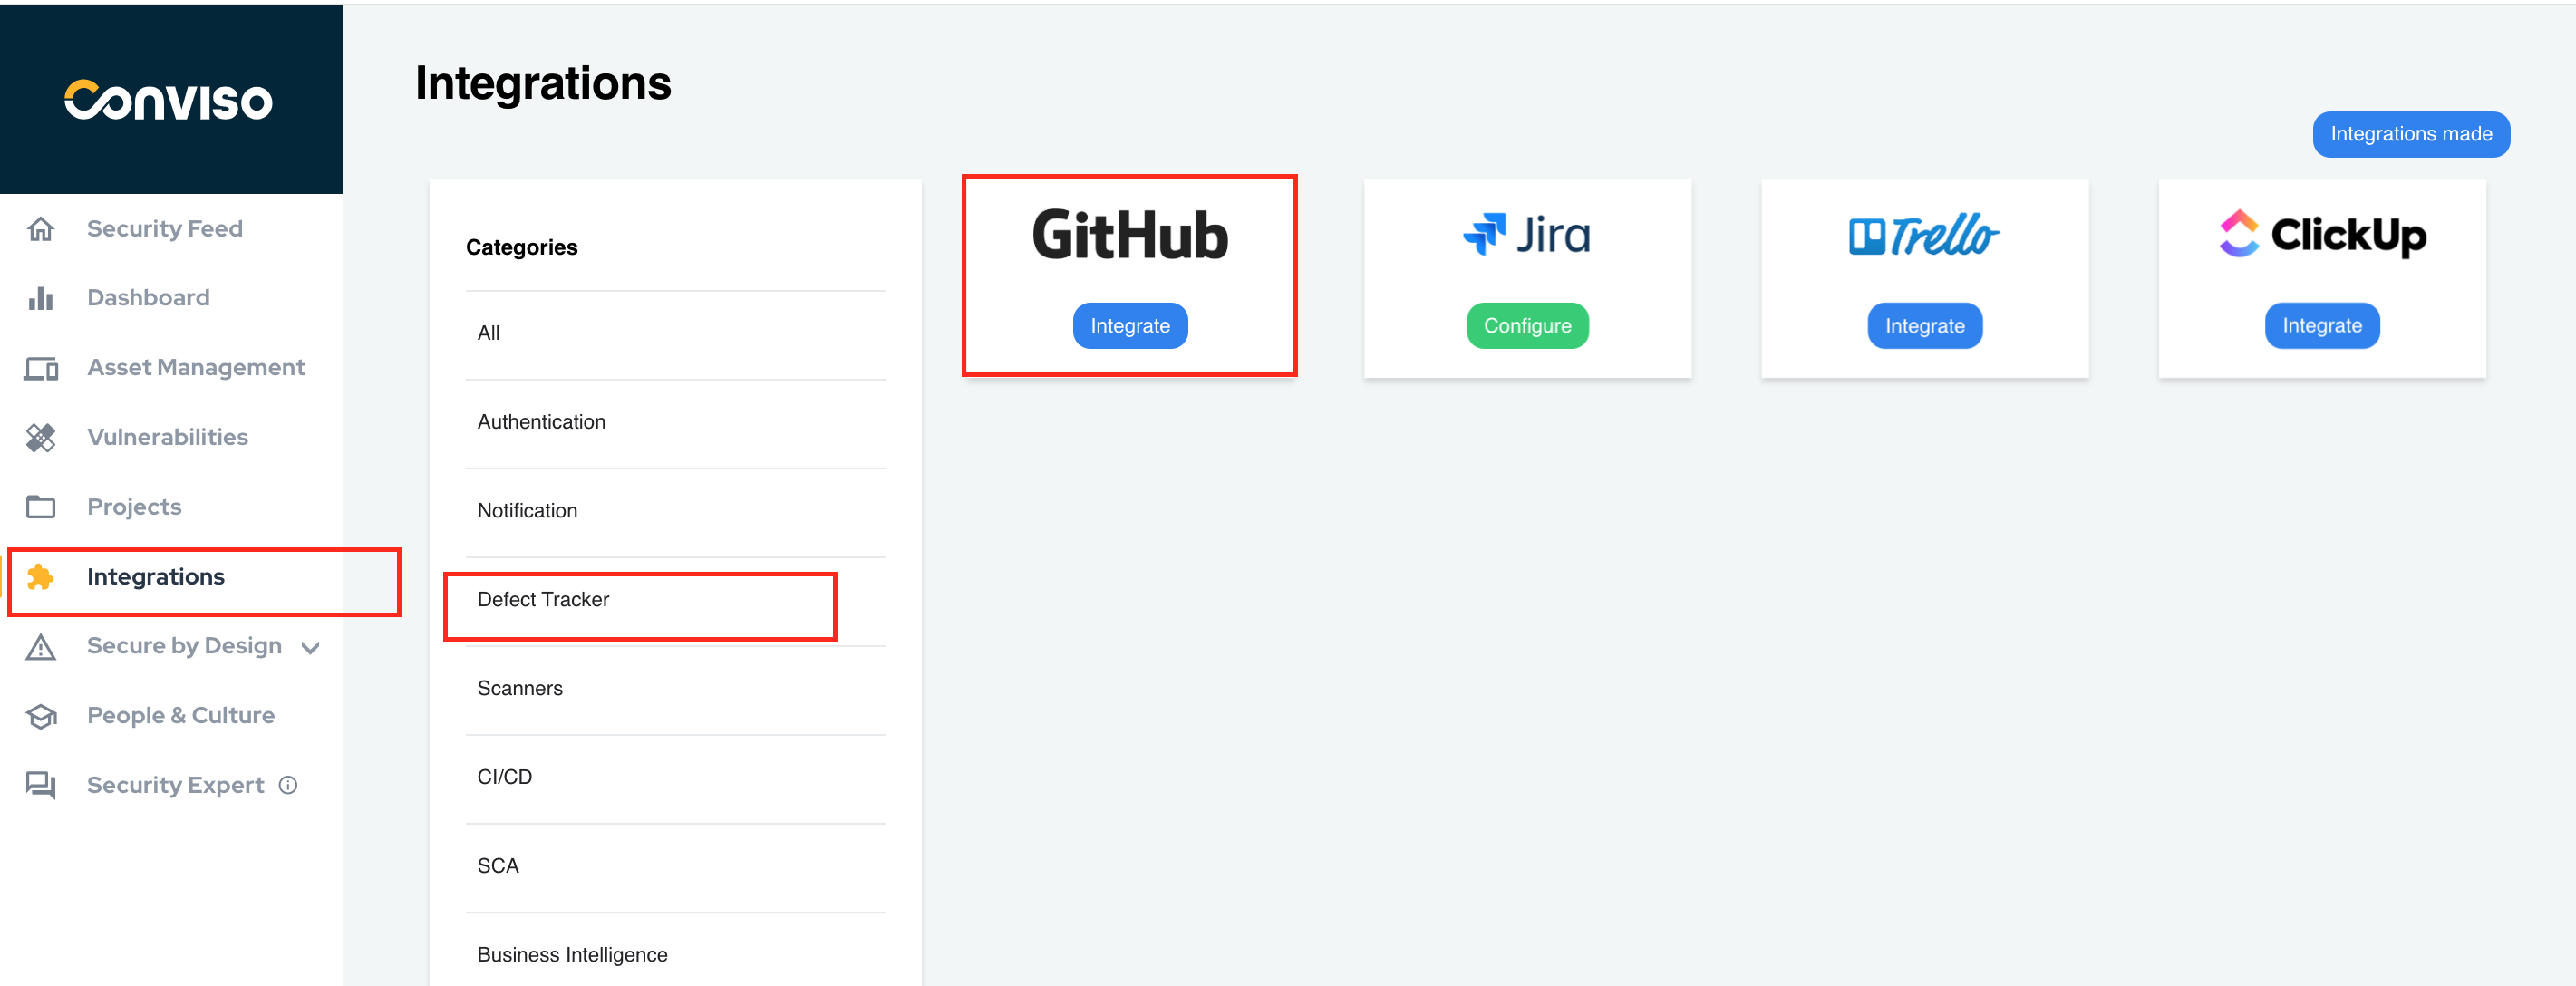 Conviso
Security Feed
Dashboard
Asset Management
Vulnerabilities
Projects
Integrations
Secure by Design
People & Culture
Security Expert
Integrations
Integrations made
Categories
All
Authentication
Notification
Defect Tracker
Scanners
CI/CD
SCA
Business Intelligence
GitHub
Integrate
Jira
Configure
Trello
Integrate
ClickUp
Integrate